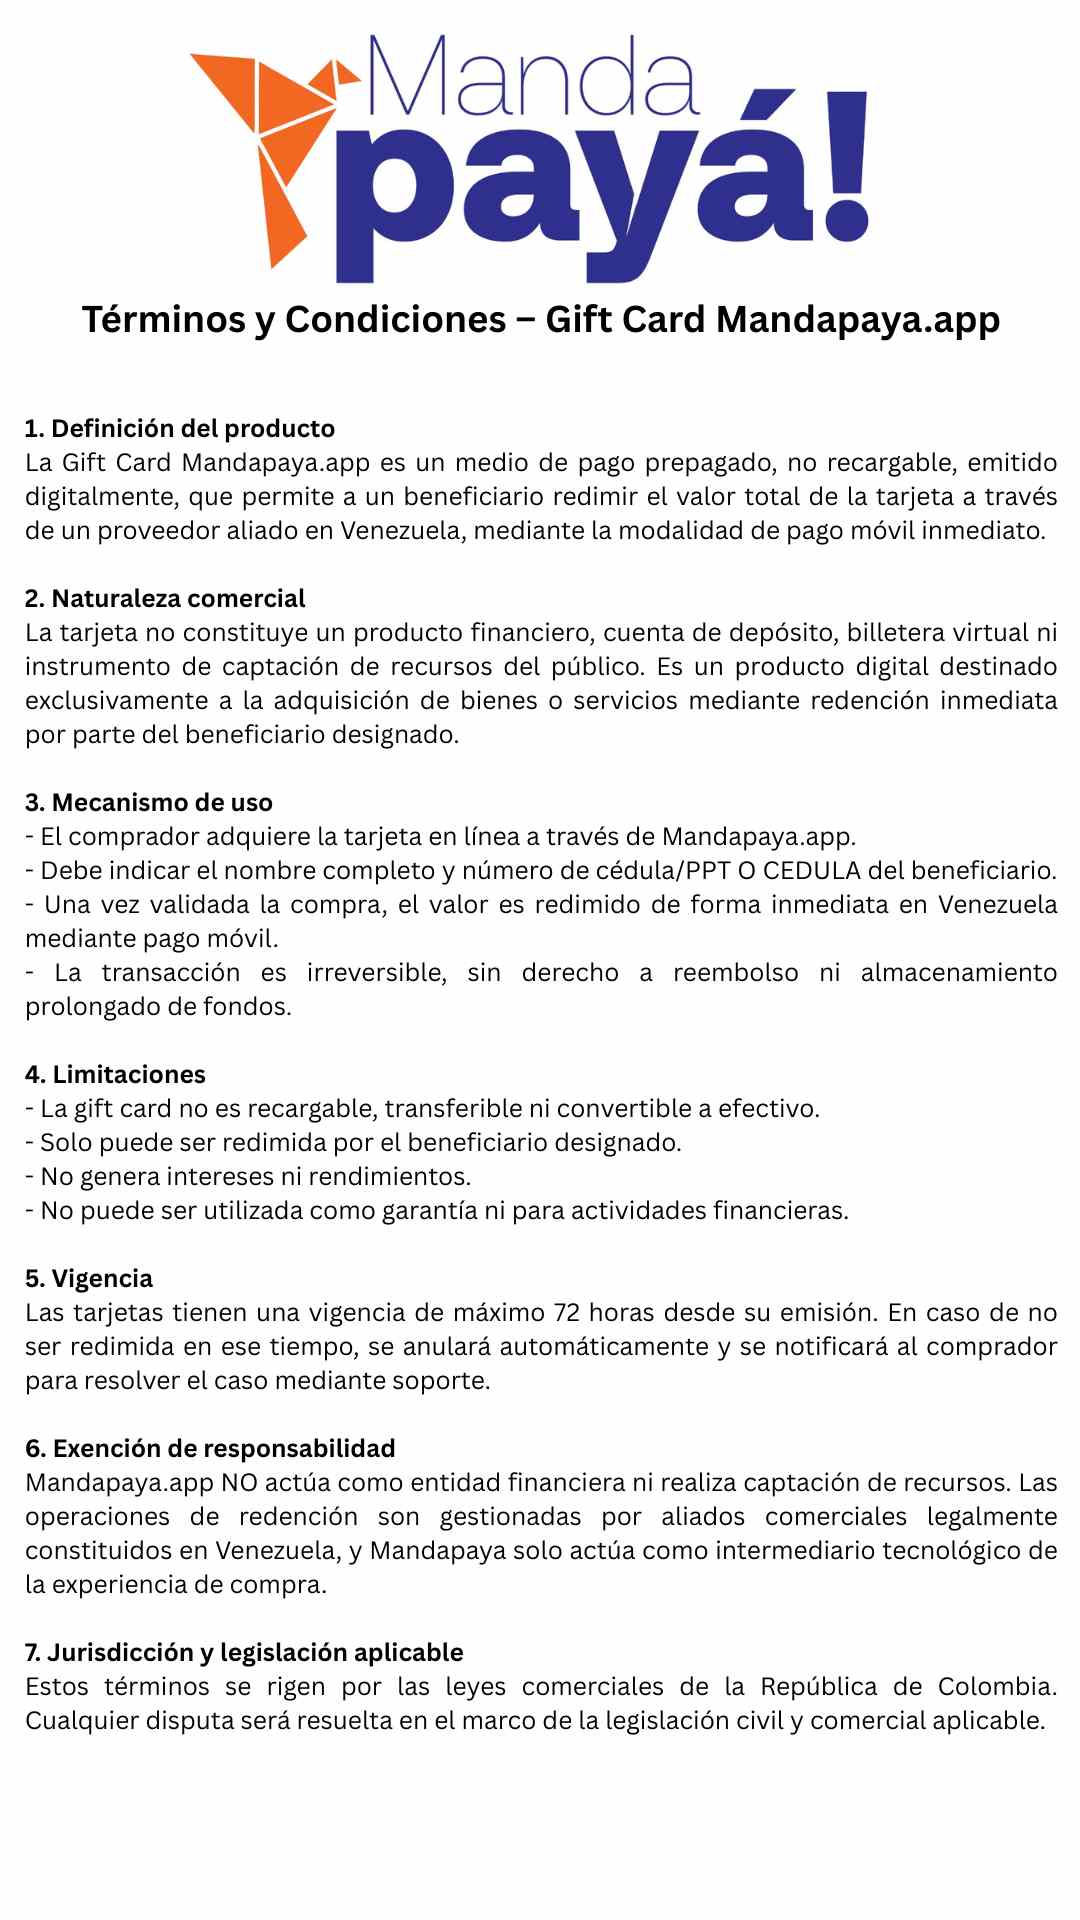 Manda
payá!
Términos y Condiciones – Gift Card Mandapaya.app
1. Definición del producto
La Gift Card Mandapaya.app es un medio de pago prepagado, no recargable, emitido
digitalmente, que permite a un beneficiario redimir el valor total de la tarjeta a través
de un proveedor aliado en Venezuela, mediante la modalidad de pago móvil inmediato.
2. Naturaleza comercial
La tarjeta no constituye un producto financiero, cuenta de depósito, billetera virtual ni
instrumento de captación de recursos del público. Es un producto digital destinado
exclusivamente a la adquisición de bienes o servicios mediante redención inmediata
por parte del beneficiario designado.
3. Mecanismo de uso
- El comprador adquiere la tarjeta en línea a través de Mandapaya.app.
- Debe indicar el nombre completo y número de cédula/PPT O CEDULA del beneficiario.
- Una vez validada la compra, el valor es redimido de forma inmediata en Venezuela
mediante pago móvil.
- La transacción es irreversible, sin derecho a reembolso ni almacenamiento
prolongado de fondos.
4. Limitaciones
- La gift card no es recargable, transferible ni convertible a efectivo.
- Solo puede ser redimida por el beneficiario designado.
- No genera intereses ni rendimientos.
- No puede ser utilizada como garantía ni para actividades financieras.
5. Vigencia
Las tarjetas tienen una vigencia de máximo 72 horas desde su emisión. En caso de no
ser redimida en ese tiempo, se anulará automáticamente y se notificará al comprador
para resolver el caso mediante soporte.
6. Exención de responsabilidad
Mandapaya.app NO actúa como entidad financiera ni realiza captación de recursos. Las
operaciones de redención son gestionadas por aliados comerciales legalmente
constituidos en Venezuela, y Mandapaya solo actúa como intermediario tecnológico de
la experiencia de compra.
7. Jurisdicción y legislación aplicable
Estos términos se rigen por las leyes comerciales de la República de Colombia.
Cualquier disputa será resuelta en el marco de la legislación civil y comercial aplicable.